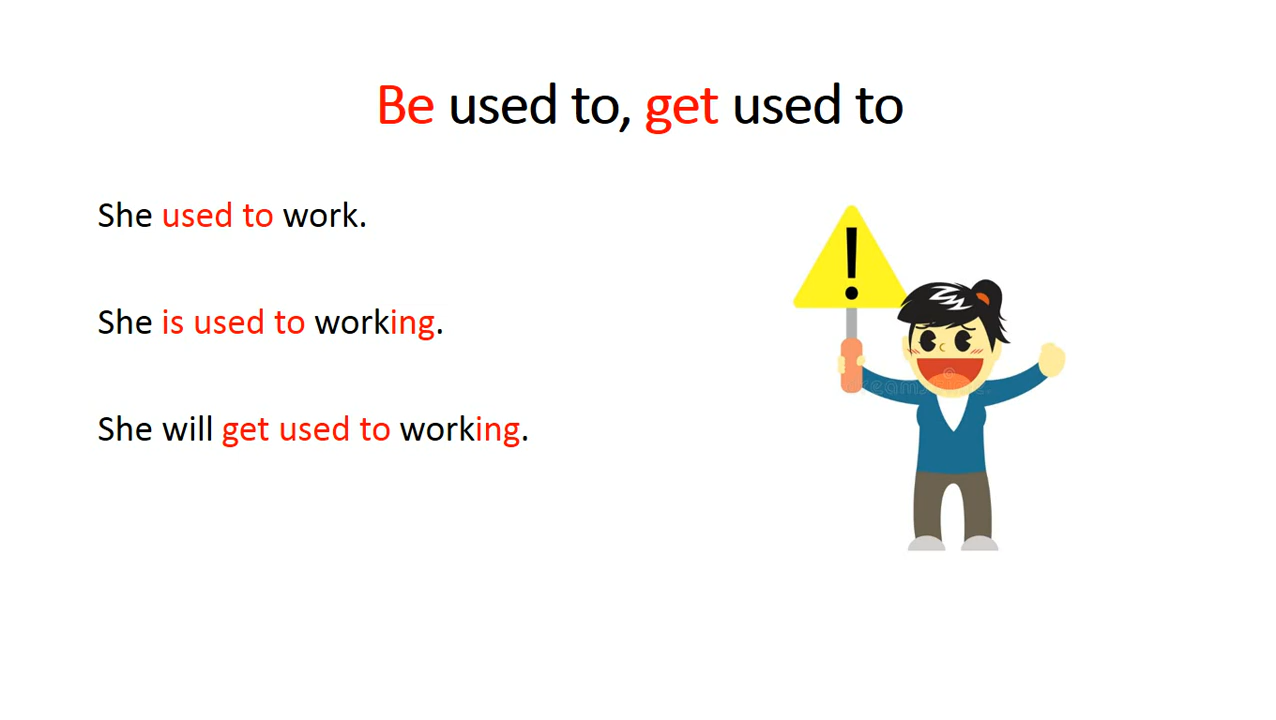 Be used to, get used to
She used to work.
She is used to working.
She will get used to working.
!